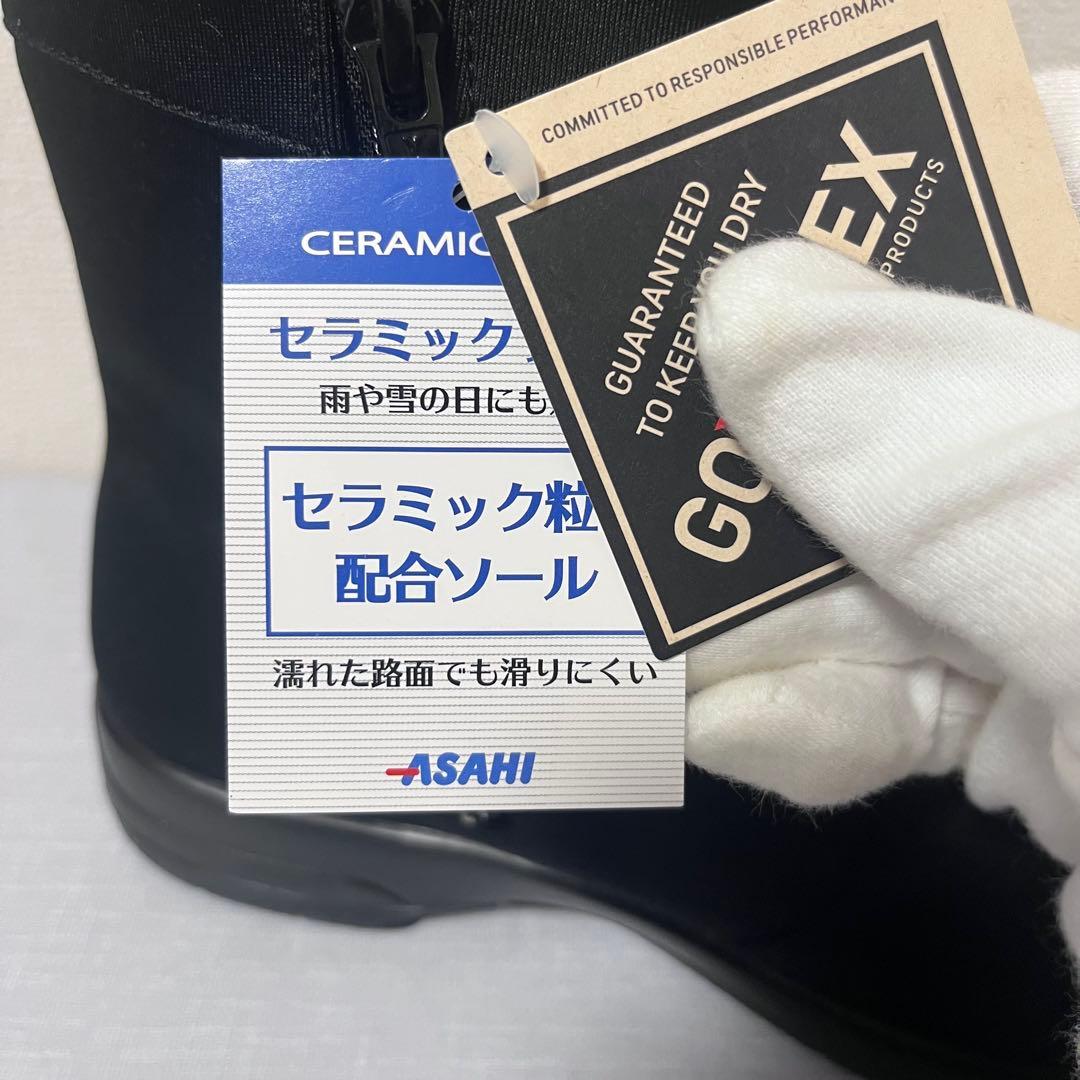 CERAMIC
セラミック
雨や雪の日にも
セラミック粒
配合ソール
濡れた路面でも滑りにくい
ASAHI
COMMITTED TO RESPONSIBLE
GUARANTEED
TO KEEP YOU DRY
GO EX
PRODUCTS